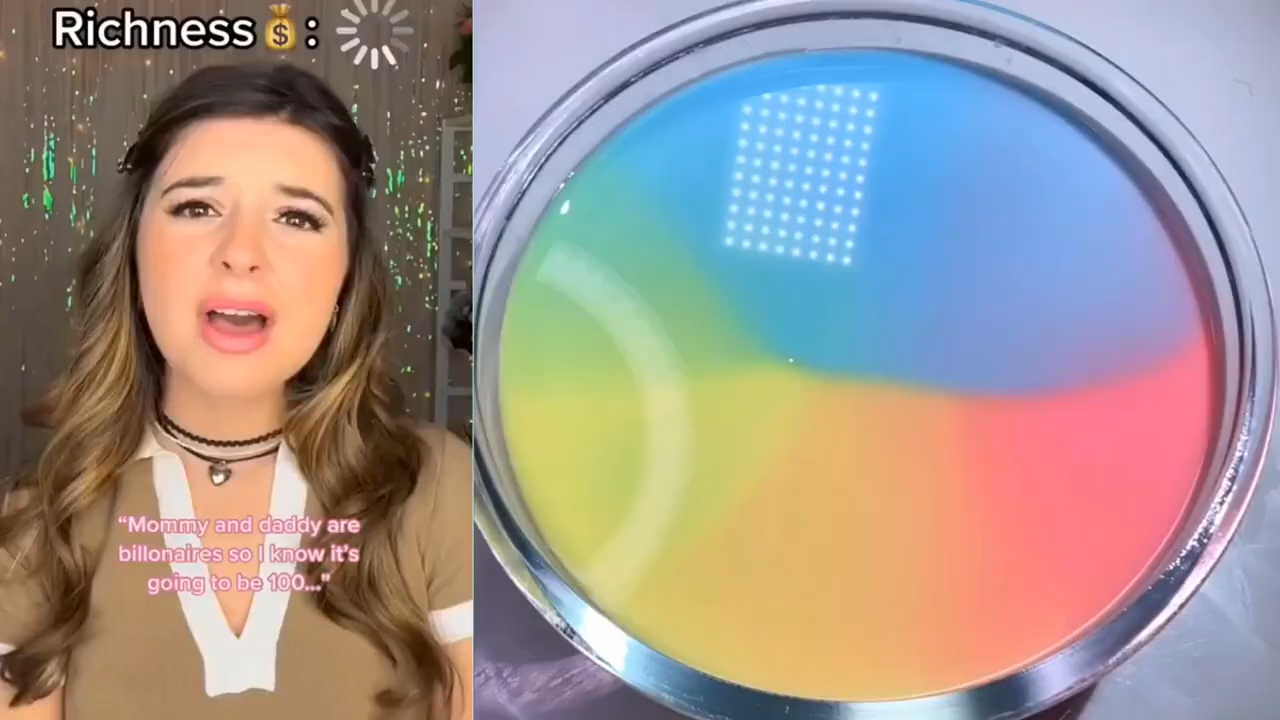 Richness💰:
“Mommy and daddy are
billonaires so I know it's
going to be 100...”